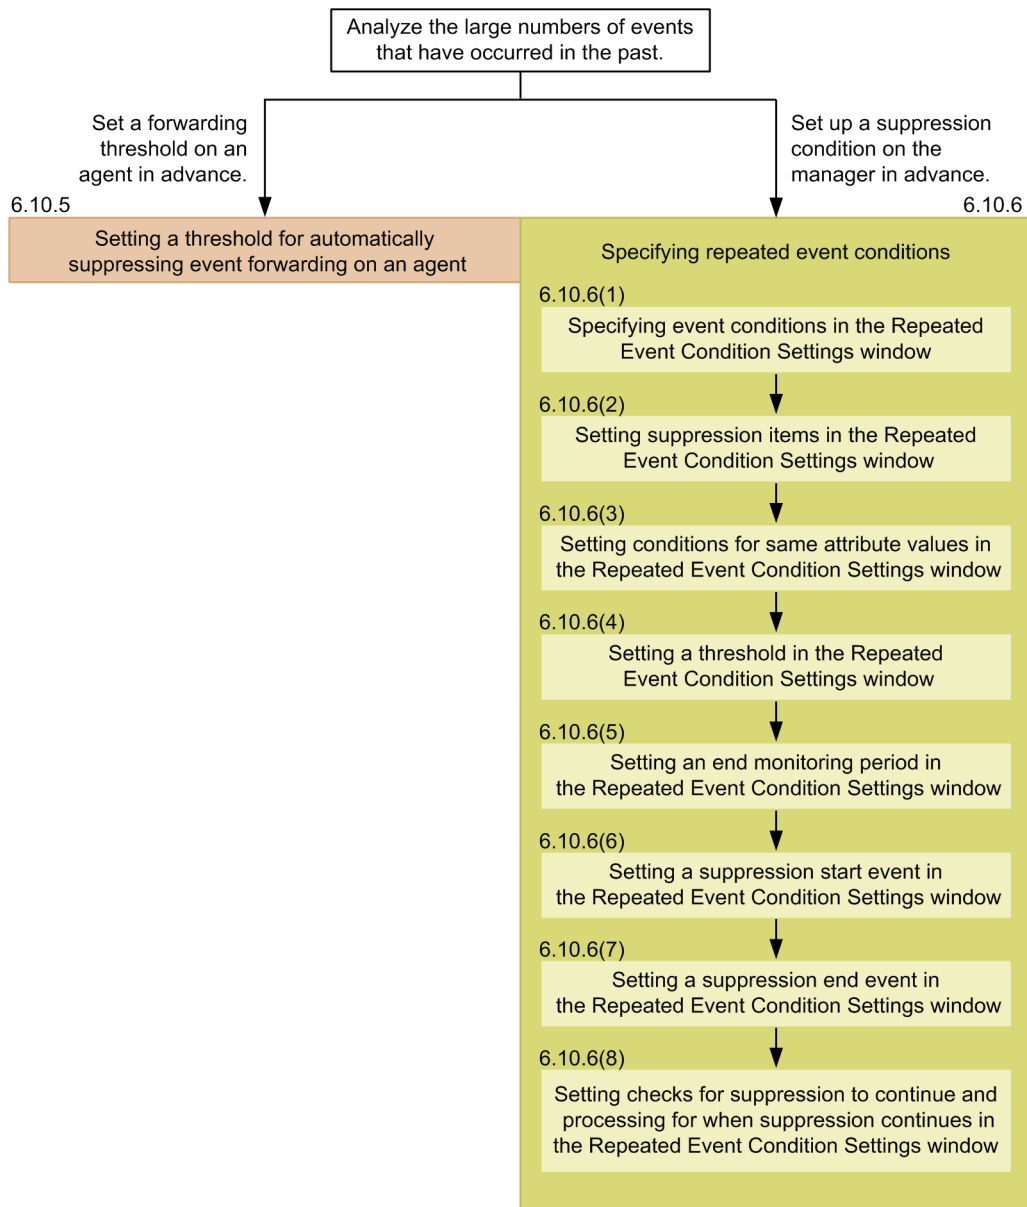 Analyze the large numbers of events
that have occurred in the past.
Set a forwarding
threshold on an
agent in advance.
Set up a suppression
condition on the
manager in advance.
6.10.5
6.10.6
Setting a threshold for automatically
suppressing event forwarding on an agent
Specifying repeated event conditions
6.10.6(1)
Specifying event conditions in the Repeated
Event Condition Settings window
6.10.6(2)
Setting suppression items in the Repeated
Event Condition Settings window
6.10.6(3)
Setting conditions for same attribute values in
the Repeated Event Condition Settings window
6.10.6(4)
Setting a threshold in the Repeated
Event Condition Settings window
6.10.6(5)
Setting an end monitoring period in
the Repeated Event Condition Settings window
6.10.6(6)
Setting a suppression start event in
the Repeated Event Condition Settings window
6.10.6(7)
Setting a suppression end event in
the Repeated Event Condition Settings window
6.10.6(8)
Setting checks for suppression to continue and
processing for when suppression continues in
the Repeated Event Condition Settings window